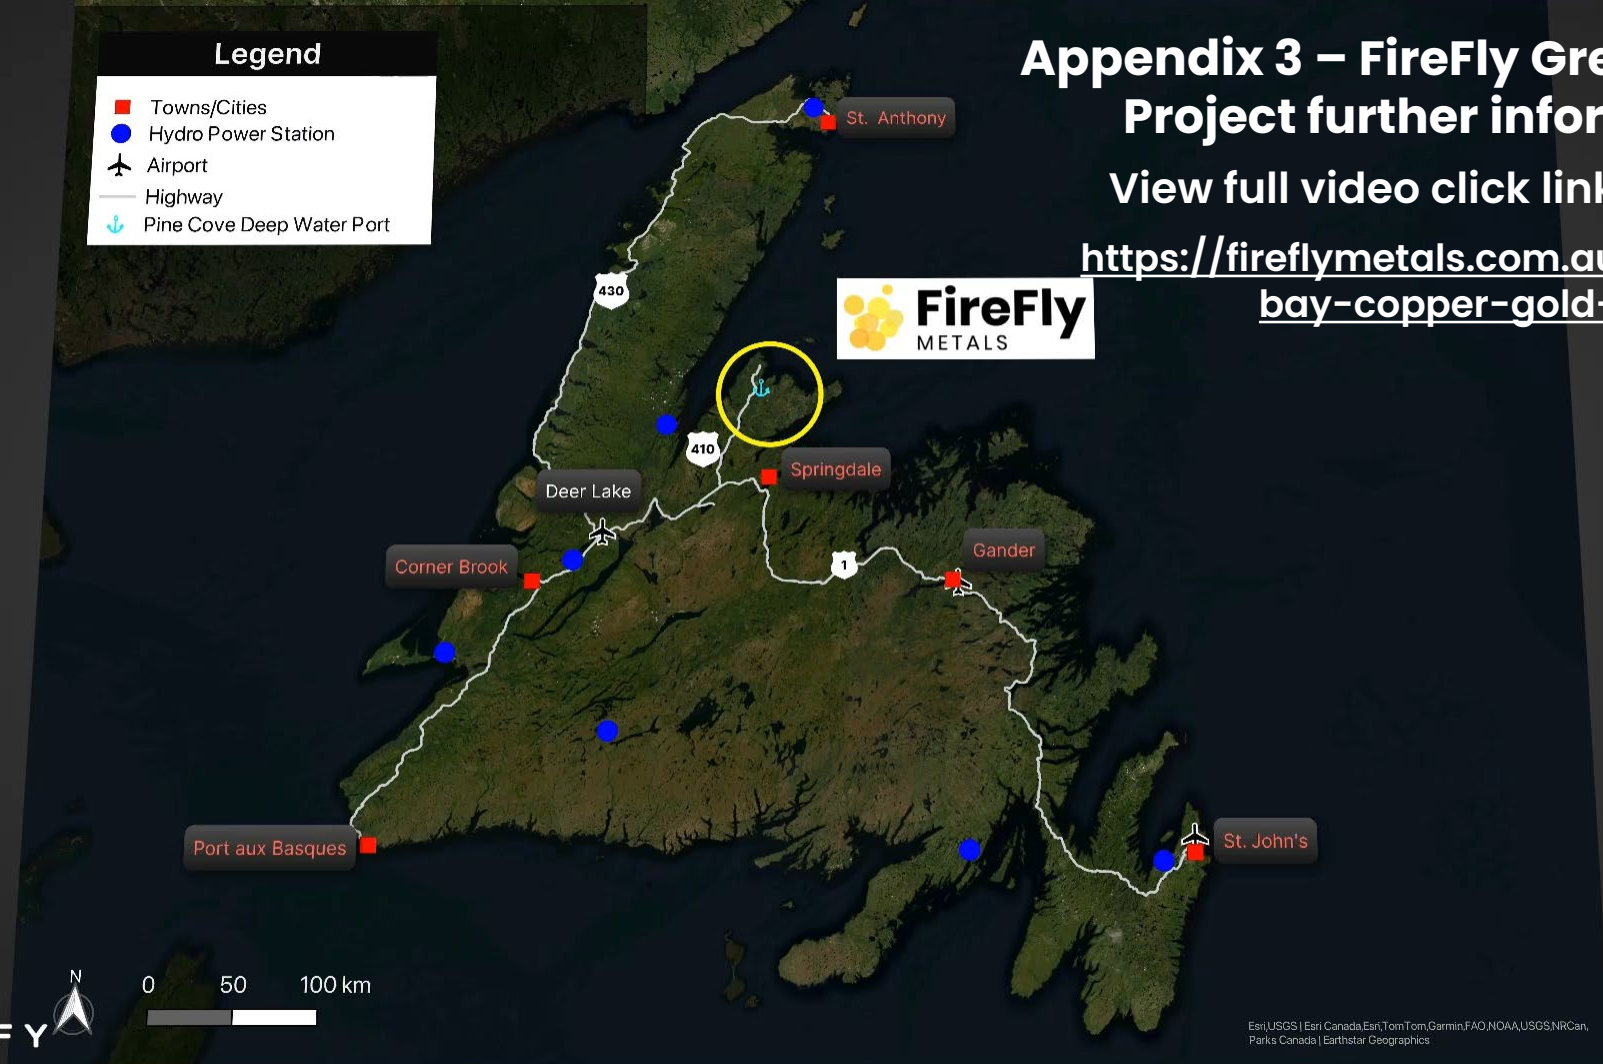 Legend
Towns/Cities
Hydro Power Station
Airport
Highway
Pine Cove Deep Water Port
Appendix 3 – FireFly Gre
Project further infor
View full video click link
https://fireflymetals.com.au
bay-copper-gold-
FireFly
METALS
St. Anthony
430
410
Springdale
Deer Lake
Corner Brook
1
Gander
Port aux Basques
St. John's
N
0 50 100 km
F Y
Esri,USGS | Esri Canada,Esri,TomTom,Garmin,FAO,NOAA,USGS,NRCan,
Parks Canada | Earthstar Geographics